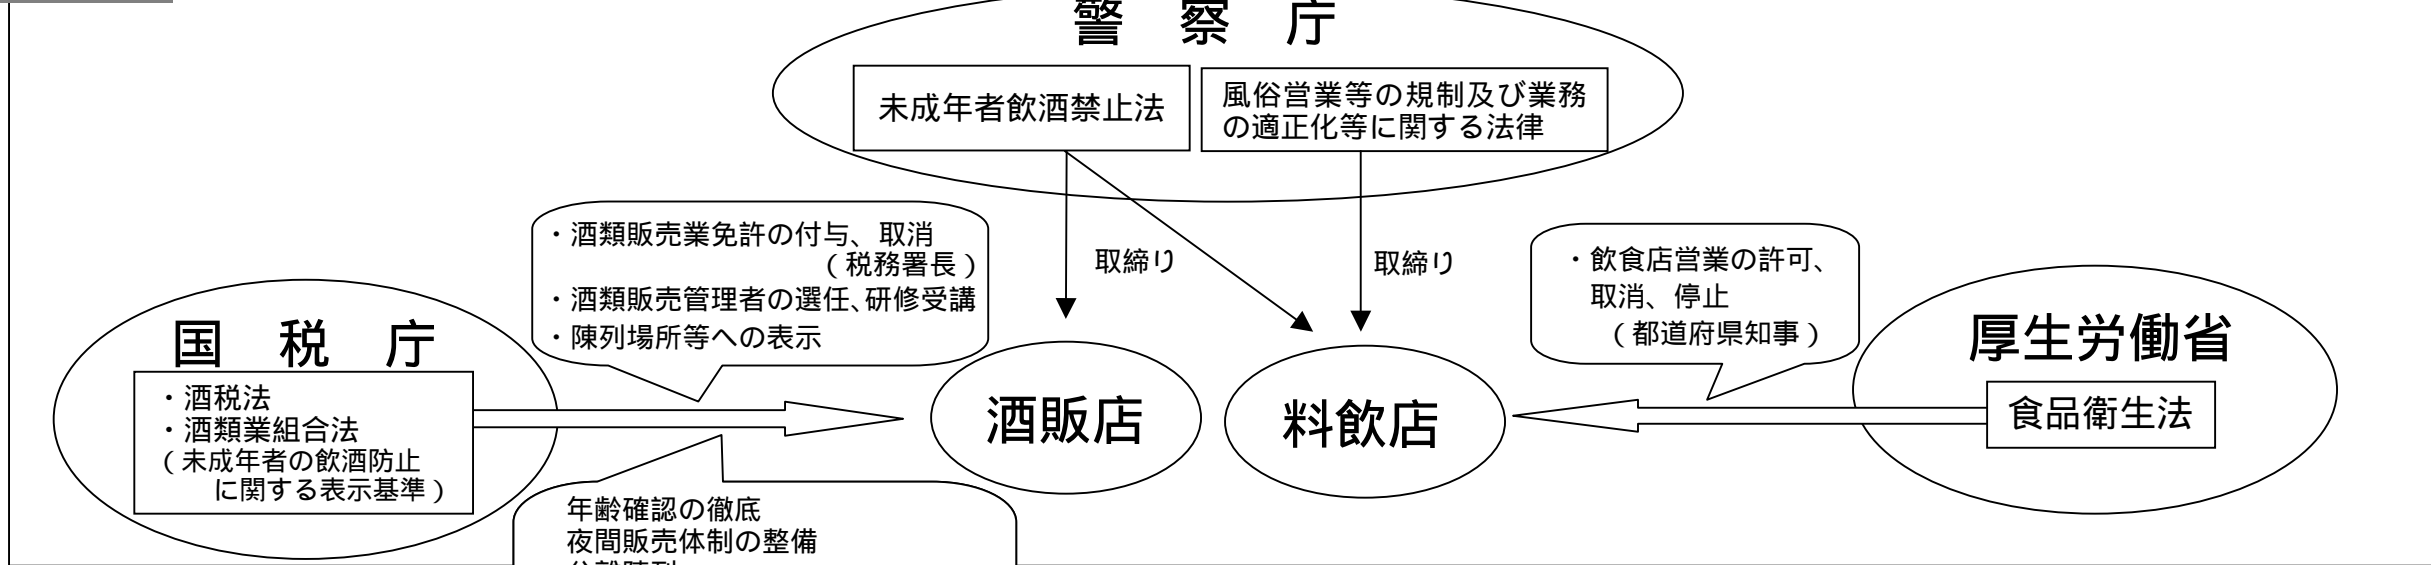 警 察 庁
未成年者飲酒禁止法
風俗営業等の規制及び業務
の適正化等に関する法律
・酒類販売業免許の付与、取消
（税務署長）
・酒類販売管理者の選任、研修受講
・陳列場所等への表示
取締り
取締り
・飲食店営業の許可、
取消、停止
（都道府県知事）
国 税 庁
・酒税法
・酒類業組合法
（未成年者の飲酒防止
に関する表示基準）
酒販店
料飲店
厚生労働省
食品衛生法
年齢確認の徹底
夜間販売体制の整備